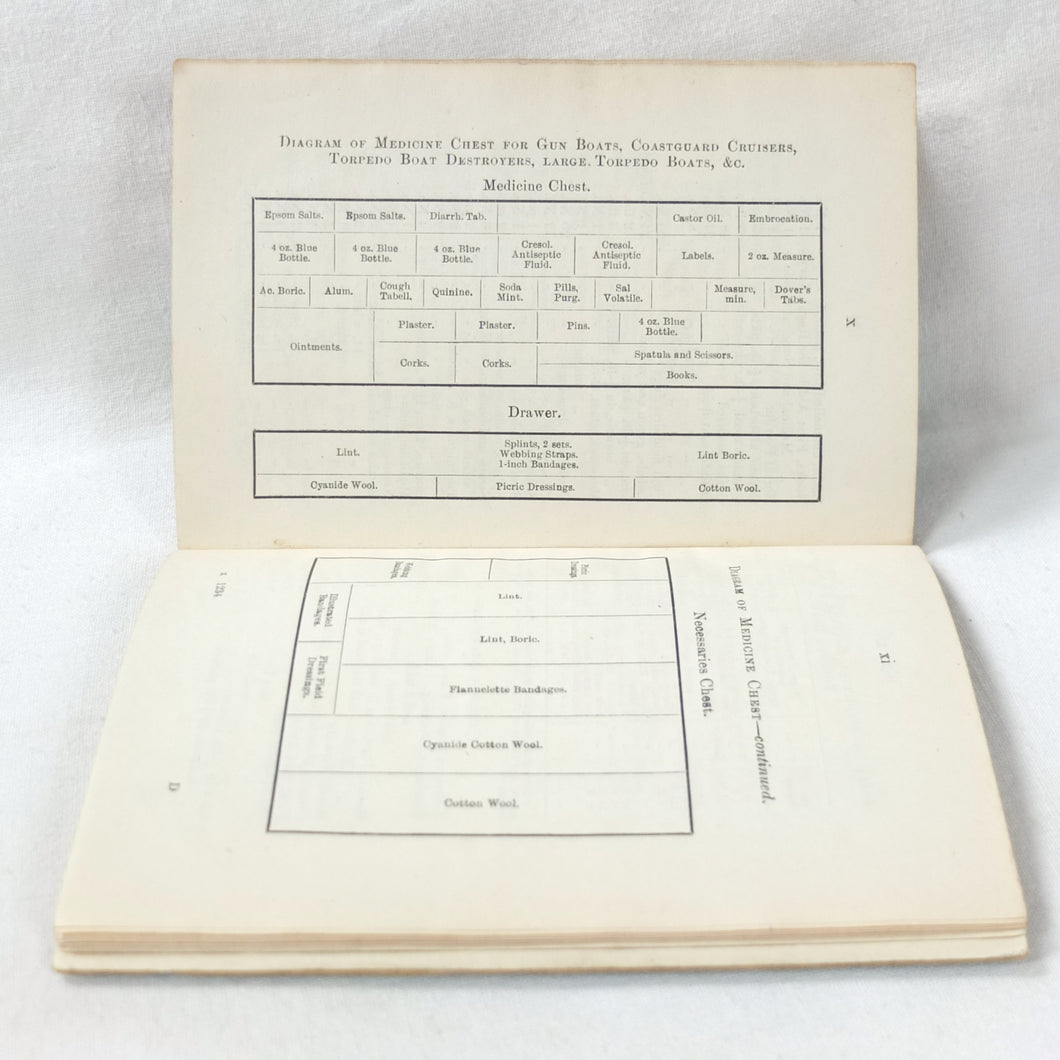 DIAGRAM OF MEDICINE CHEST FOR GUN BOATS, COASTGUARD CRUISERS,
TORPEDO BOAT DESTROYERS, LARGE TORPEDO BOATS, &C.
Medicine Chest.
Epsom Salts. Epsom Salts. Diarrh. Tab. Castor Oil. Embrocation.
4 oz. Blue Bottle. 4 oz. Blue Bottle. 4 oz. Blue Bottle. Cresol. Antiseptic Fluid. Cresol. Antiseptic Fluid. Labels. 2 oz. Measure.
Ac. Boric. Alum. Cough Tabell. Quinine. Soda Mint. Pills, Purg. Sal Volatile. Measure, min. Dover's Tabs.
Ointments. Plaster. Plaster. Pins. 4 oz. Blue Bottle.
Corks. Corks. Spatula and Scissors.
Books.
Drawer.
Lint. Splints, 2 sets. Webbing Straps. 1-inch Bandages. Lint Boric.
Cyanide Wool. Picric Dressings. Cotton Wool.
x
xi
DIAGRAM OF MEDICINE CHEST—continued.
Necessaries Chest.
Picric Dressings.
Bandages.
Lint.
Illustrated Bandages.
Lint, Boric.
First Field Dressings.
Flannelette Bandages.
Cyanide Cotton Wool.
Cotton Wool.
1234
D